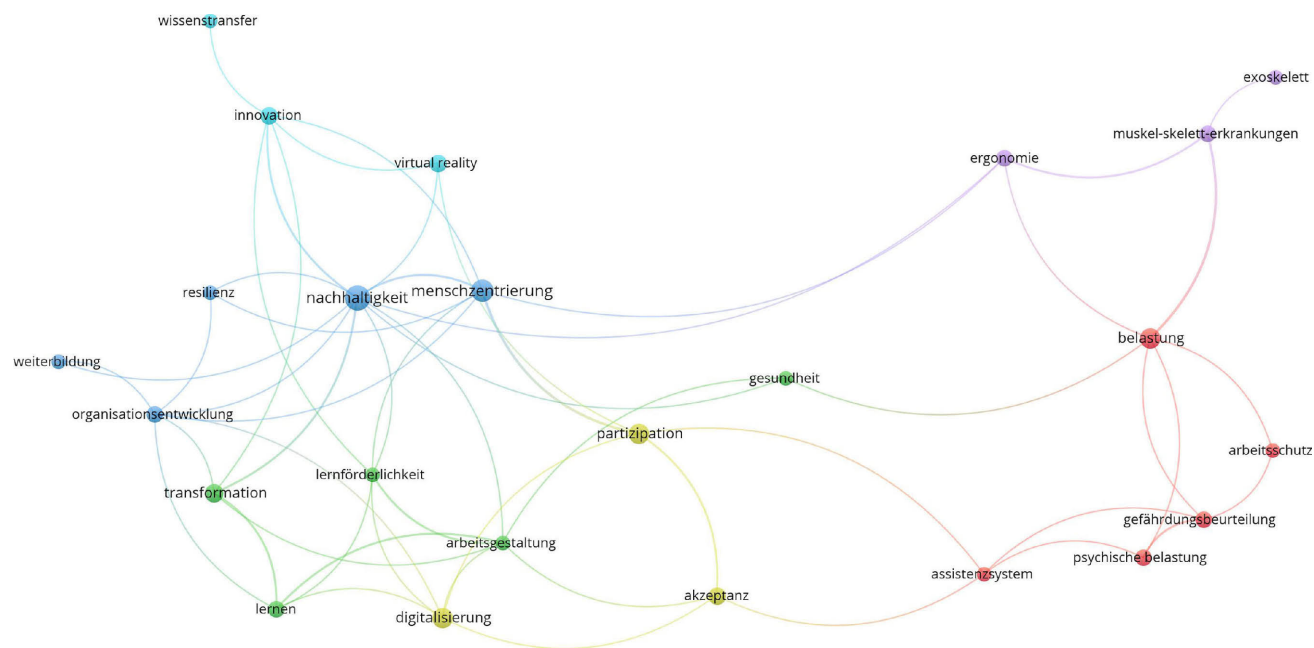 wissenstransfer
exoskelett
innovation
muskel-skelett-erkrankungen
ergonomie
virtual reality
resilienz
nachhaltigkeit
menschzentrierung
belastung
weiterbildung
gesundheit
organisationsentwicklung
partizipation
arbeitsschutz
lernförderlichkeit
transformation
gefährdungsbeurteilung
arbeitsgestaltung
psychische belastung
assistenzsystem
akzeptanz
lernen
digitalisierung